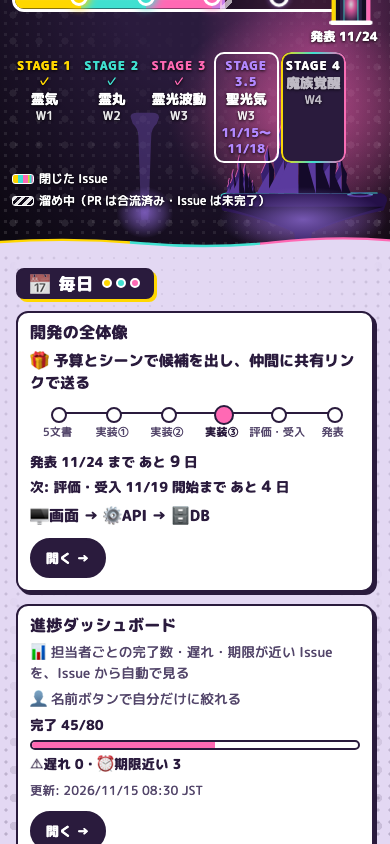 発表 11/24
STAGE 1
✓
霊気
W1
STAGE 2
✓
霊丸
W2
STAGE 3
✓
霊光波動
W3
STAGE
3.5
聖光気
W3
11/15〜
11/18
STAGE 4
魔族覚醒
W4
閉じた Issue
溜め中（PR は合流済み・Issue は未完了）
📅 毎日
開発の全体像
🎁 予算とシーンで候補を出し、仲間に共有リン
クで送る
5文書 実装① 実装② 実装③ 評価・受入 発表
発表 11/24 まで あと 9 日
次: 評価・受入 11/19 開始まで あと 4 日
🖥️画面 → ⚙️API → 🗄️DB
開く →
進捗ダッシュボード
📊 担当者ごとの完了数・遅れ・期限が近い Issue
を、Issue から自動で見る
👤 名前ボタンで自分だけに絞れる
完了 45/80
⚠遅れ 0・⏰期限近い 3
更新: 2026/11/15 08:30 JST
開く →